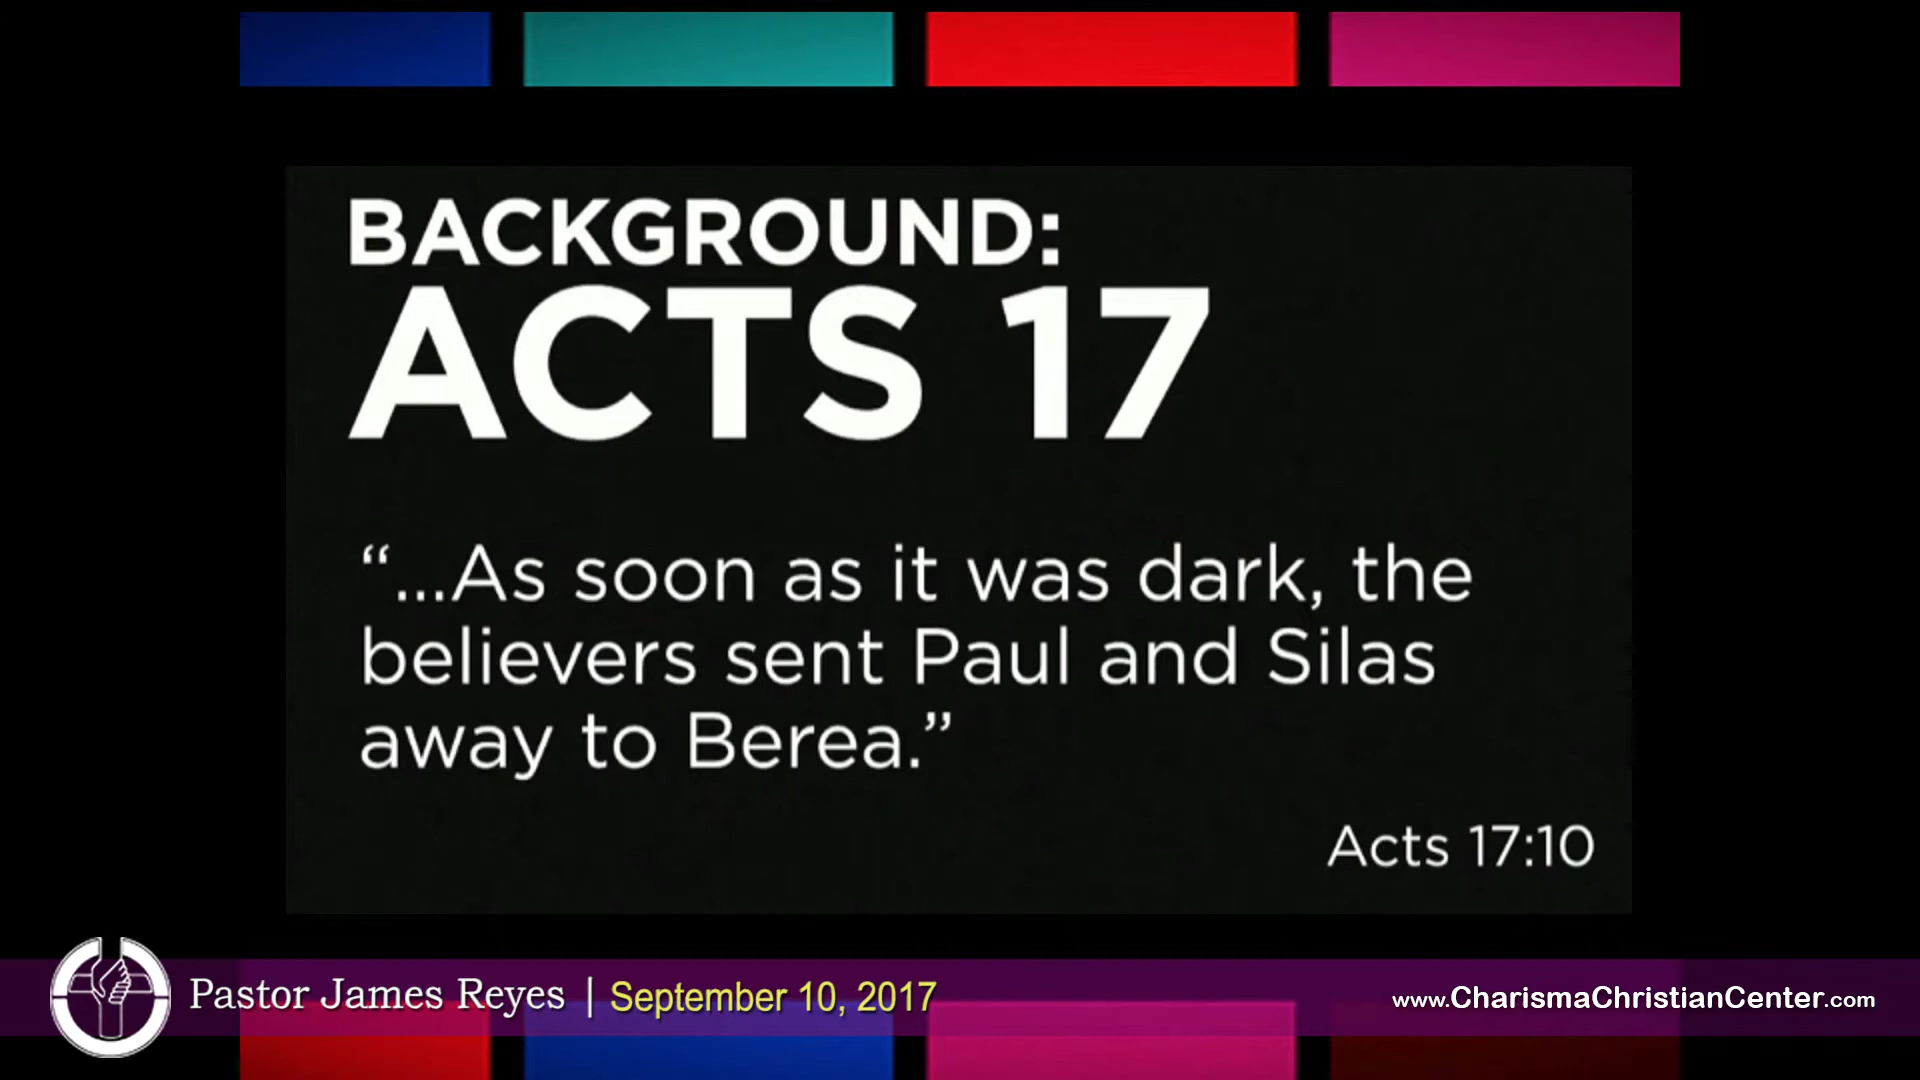 BACKGROUND:
ACTS 17
“...As soon as it was dark, the
believers sent Paul and Silas
away to Berea.”
Acts 17:10
Pastor James Reyes | September 10, 2017
www.CharismaChristianCenter.com